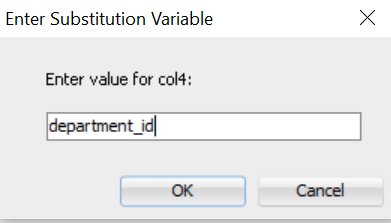 Enter Substitution Variable
Enter value for col4:
department_id
OK Cancel